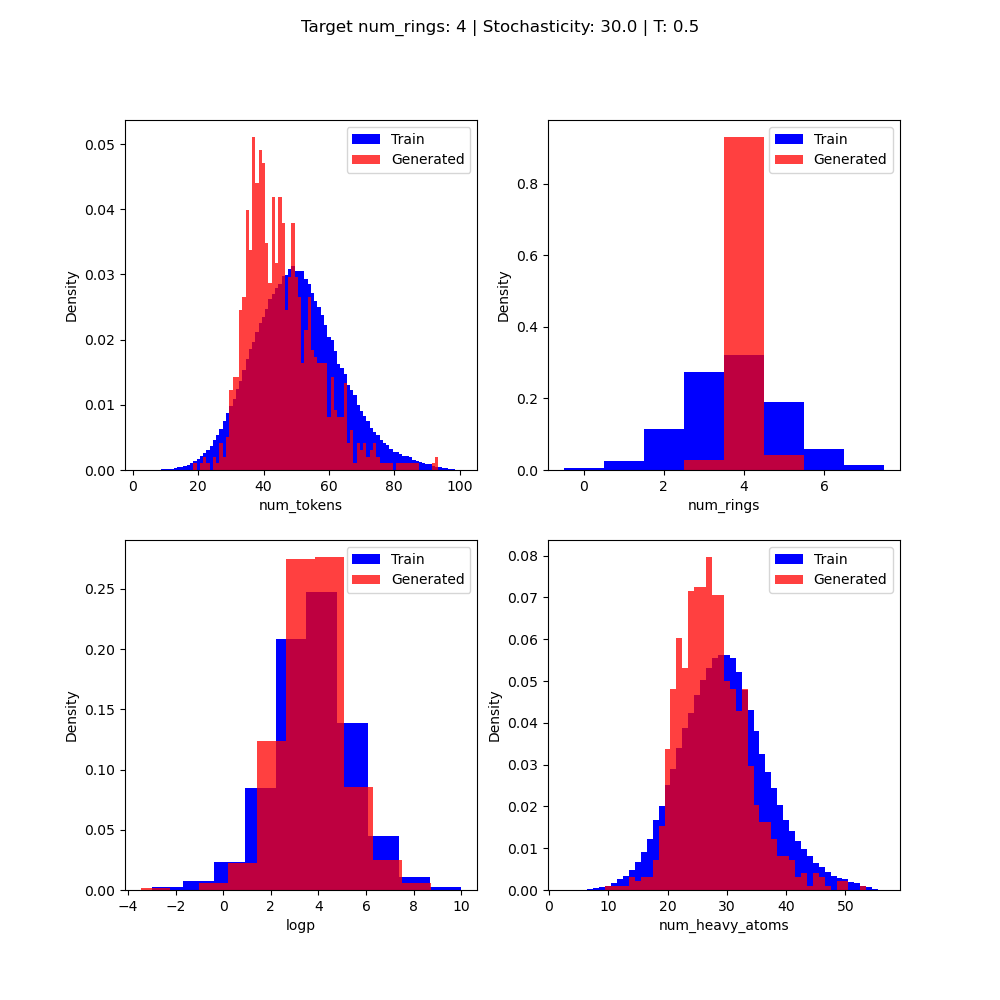 Target num_rings: 4 | Stochasticity: 30.0 | T: 0.5
Train
Generated
0.05
0.04
0.03
0.02
0.01
0.00
Density
0 20 40 60 80 100
num_tokens
Train
Generated
0.8
0.6
0.4
0.2
0.0
Density
0 2 4 6
num_rings
Train
Generated
0.25
0.20
0.15
0.10
0.05
0.00
Density
−4 −2 0 2 4 6 8 10
logp
Train
Generated
0.08
0.07
0.06
0.05
0.04
0.03
0.02
0.01
0.00
Density
0 10 20 30 40 50
num_heavy_atoms